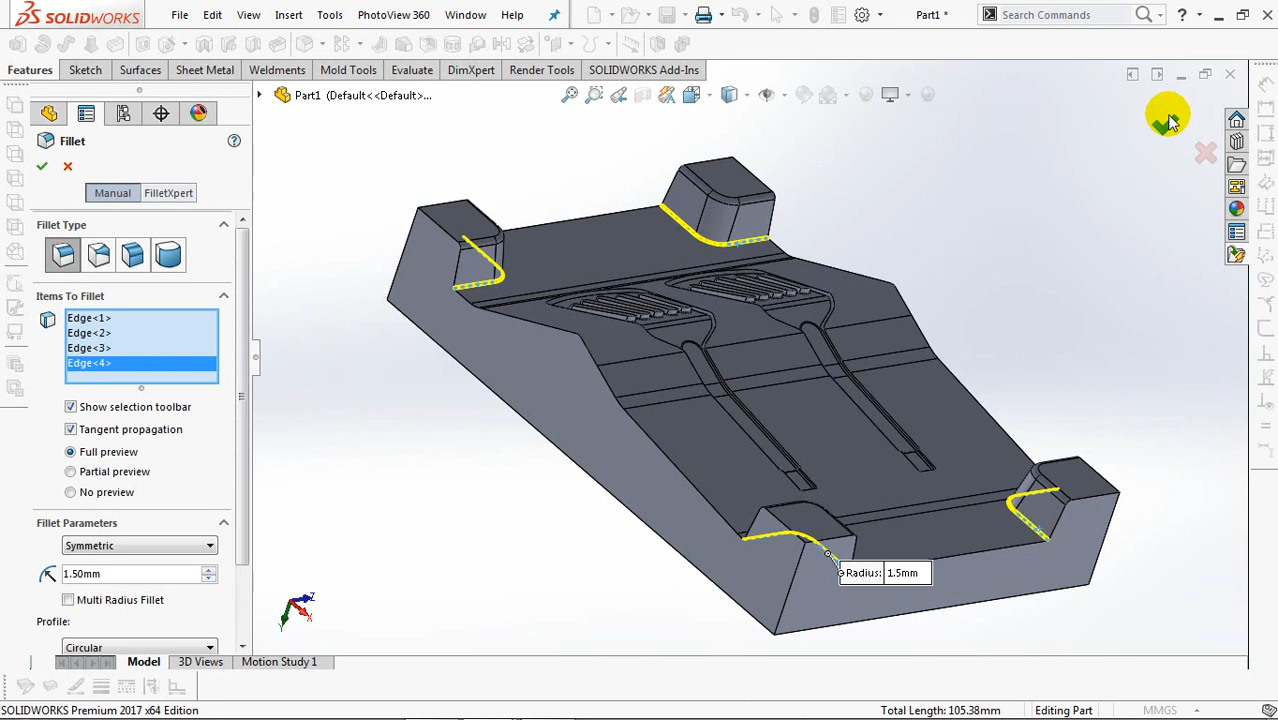 SOLIDWORKS File Edit View Insert Tools PhotoView 360 Window Help Part1 * Search Commands ?
Features Sketch Surfaces Sheet Metal Weldments Mold Tools Evaluate DimXpert Render Tools SOLIDWORKS Add-Ins
Part1 (Default<<Default>...
Fillet
Manual FilletXpert
Fillet Type
Items To Fillet
Edge<1>
Edge<2>
Edge<3>
Edge<4>
Show selection toolbar
Tangent propagation
Full preview
Partial preview
No preview
Fillet Parameters
Symmetric
1.50mm
Radius: 1.5mm
Multi Radius Fillet
Z
X
Y
Profile:
Circular
Model 3D Views Motion Study 1
SOLIDWORKS Premium 2017 x64 Edition Total Length: 105.38mm Editing Part MMGS